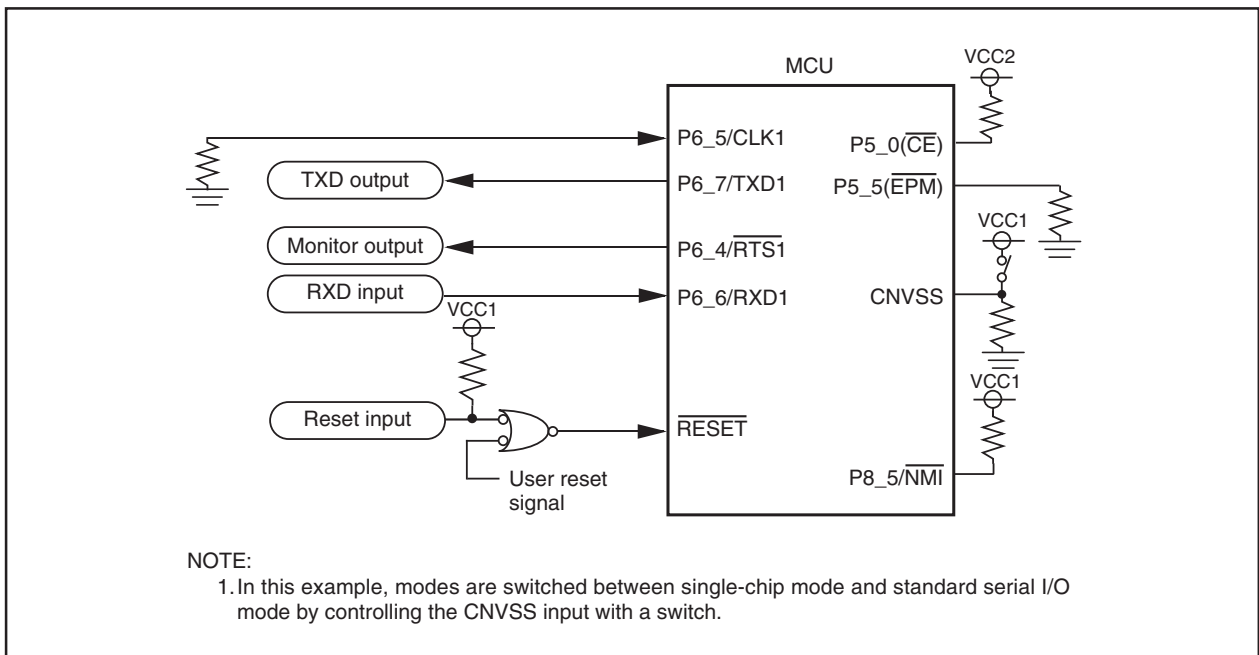 MCU
VCC2
P6_5/CLK1
P5_0(CE)
TXD output
P6_7/TXD1
P5_5(EPM)
VCC1
Monitor output
P6_4/RTS1
RXD input
P6_6/RXD1
CNVSS
VCC1
VCC1
Reset input
RESET
User reset
signal
P8_5/NMI
NOTE:
1. In this example, modes are switched between single-chip mode and standard serial I/O
mode by controlling the CNVSS input with a switch.